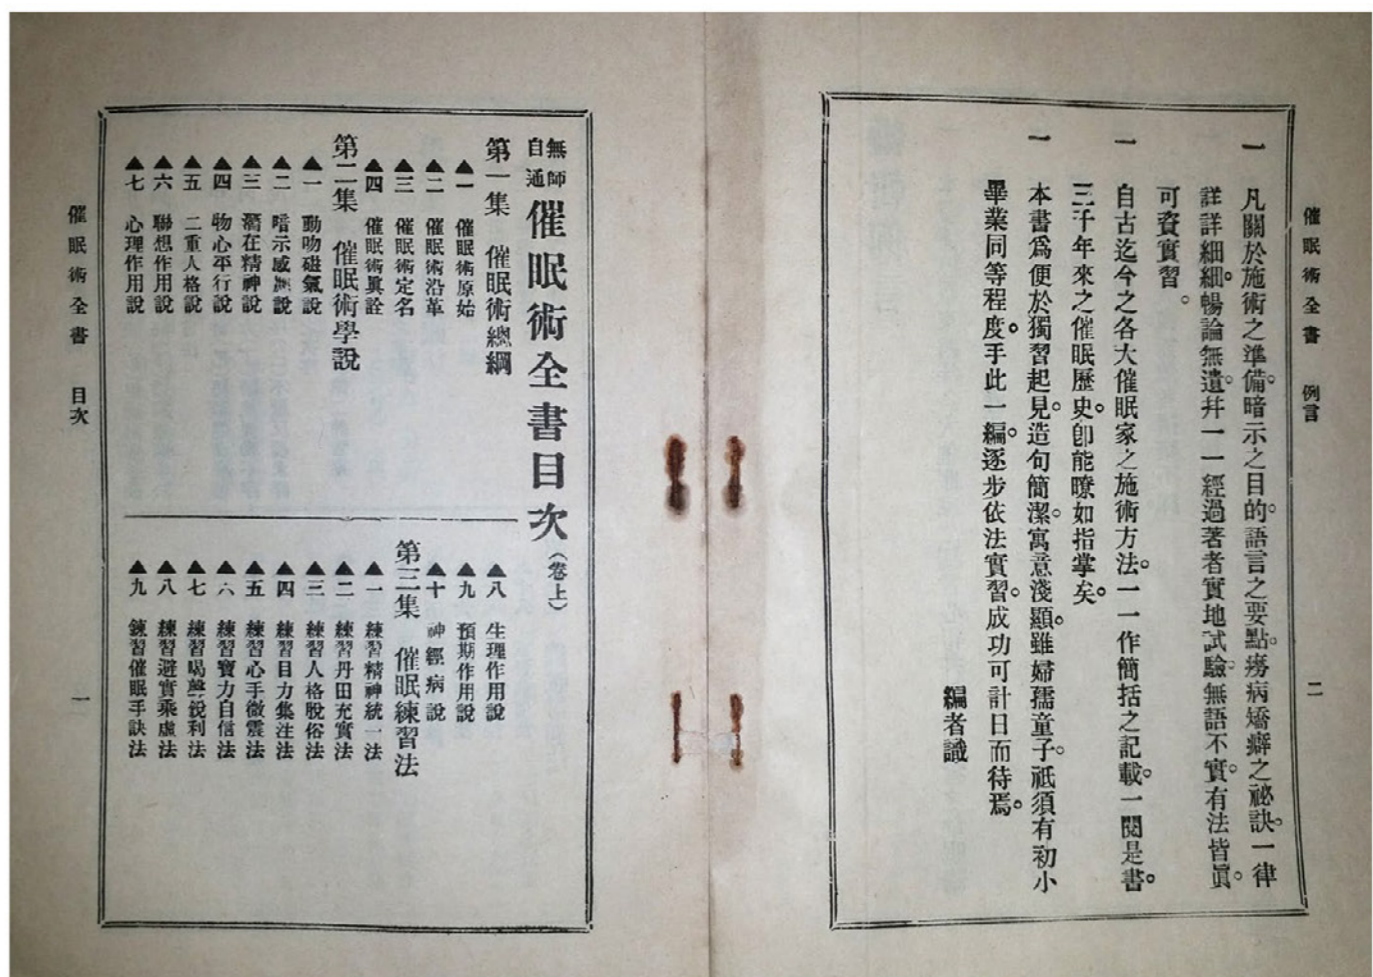 催眠術全書 例言
二
一 凡關於施術之準備。暗示之目的。語言之要點。療病矯癖之祕訣。一律
詳詳細細。暢論無遺。幷一一經過著者實地試驗。無語不實。有法皆眞。
可資實習。
一 自古迄今之各大催眠家之施術方法。一一作簡括之記載。一閱是書。
三千年來之催眠歷史。卽能暸如指掌矣。
一 本書爲便於獨習起見。造句簡潔。寓意淺顯。雖婦孺童子。祇須有初小
畢業同等程度。手此一編。逐步依法實習。成功可計日而待焉。
編者識
無師自通 催眠術全書目次(卷上)
第一集 催眠術總綱
▲一 催眠術原始
▲二 催眠術沿革
▲三 催眠術定名
▲四 催眠術眞詮
第二集 催眠術學說
▲一 動物磁氣說
▲二 暗示感應說
▲三 潛在精神說
▲四 物心平行說
▲五 二重人格說
▲六 聯想作用說
▲七 心理作用說
▲八 生理作用說
▲九 預期作用說
▲十 神經病說
第三集 催眠練習法
▲一 練習精神統一法
▲二 練習丹田充實法
▲三 練習人格脫俗法
▲四 練習目力集注法
▲五 練習心手微震法
▲六 練習寶力自信法
▲七 練習喝聲銳利法
▲八 練習避實乘虛法
▲九 練習催眠手訣法
催眠術全書 目次
一